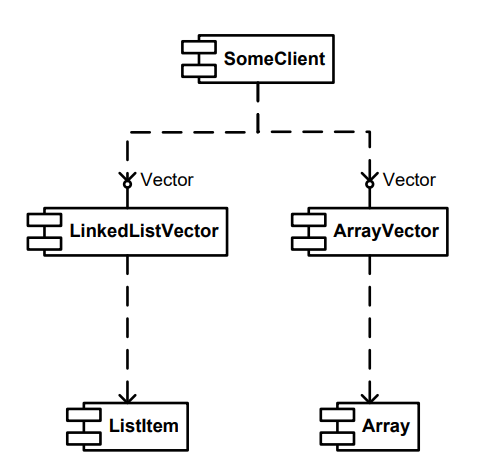 SomeClient
Vector
Vector
LinkedListVector
ArrayVector
ListItem
Array